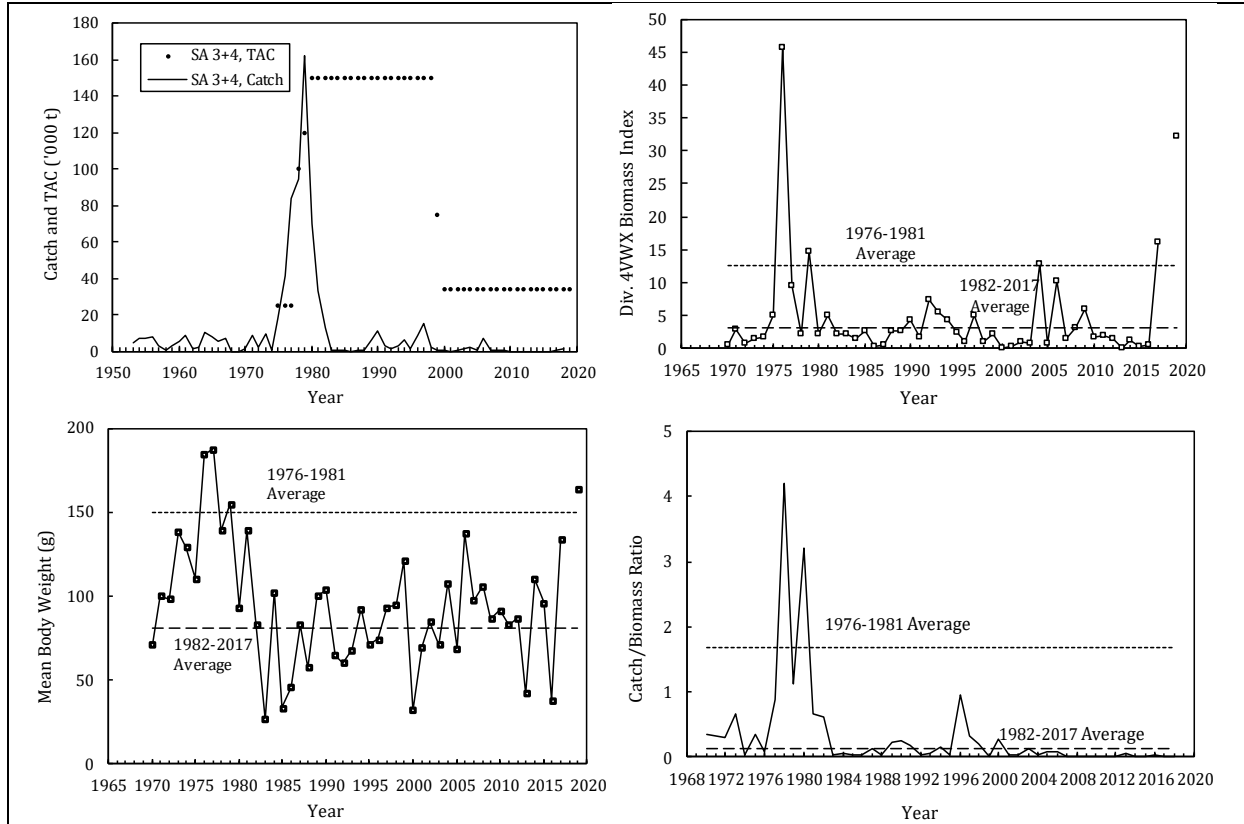 180
160
140
120
100
80
60
40
20
0
SA 3+4, TAC
SA 3+4, Catch
Catch and TAC ('000 t)
1950 1960 1970 1980 1990 2000 2010 2020
Year
50
45
40
35
30
25
20
15
10
5
0
Div. 4VWX Biomass Index
1976-1981
Average
1982-2017
Average
1965 1970 1975 1980 1985 1990 1995 2000 2005 2010 2015 2020
Year
200
150
100
50
0
Mean Body Weight (g)
1976-1981
Average
1982-2017
Average
1965 1970 1975 1980 1985 1990 1995 2000 2005 2010 2015 2020
Year
5
4
3
2
1
0
Catch/Biomass Ratio
1976-1981 Average
1982-2017 Average
1968 1972 1976 1980 1984 1988 1992 1996 2000 2004 2008 2012 2016 2020
Year